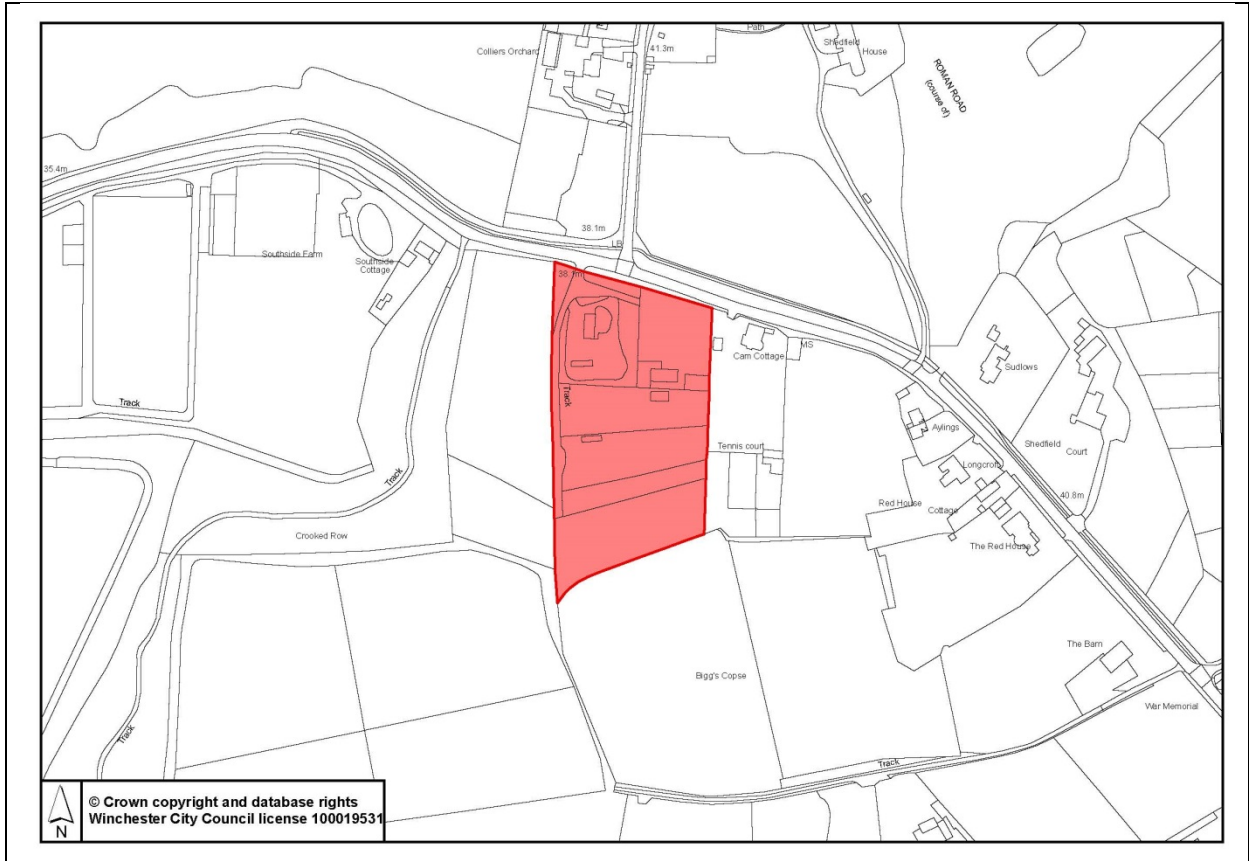 Path
Colliers Orchard
41.3m
Shedfield
House
ROMAN ROAD
(course of)
35.4m
38.1m
LB
Southside Farm
Southside
Cottage
38.1m
Cam Cottage
MS
Sudlows
Track
Track
Aylings
Shedfield
Court
Tennis court
Longcroft
Track
40.8m
Red House
Cottage
Crooked Row
The Red House
The Barn
Bigg's Copse
War Memorial
Track
Track
© Crown copyright and database rights
Winchester City Council license 100019531
N